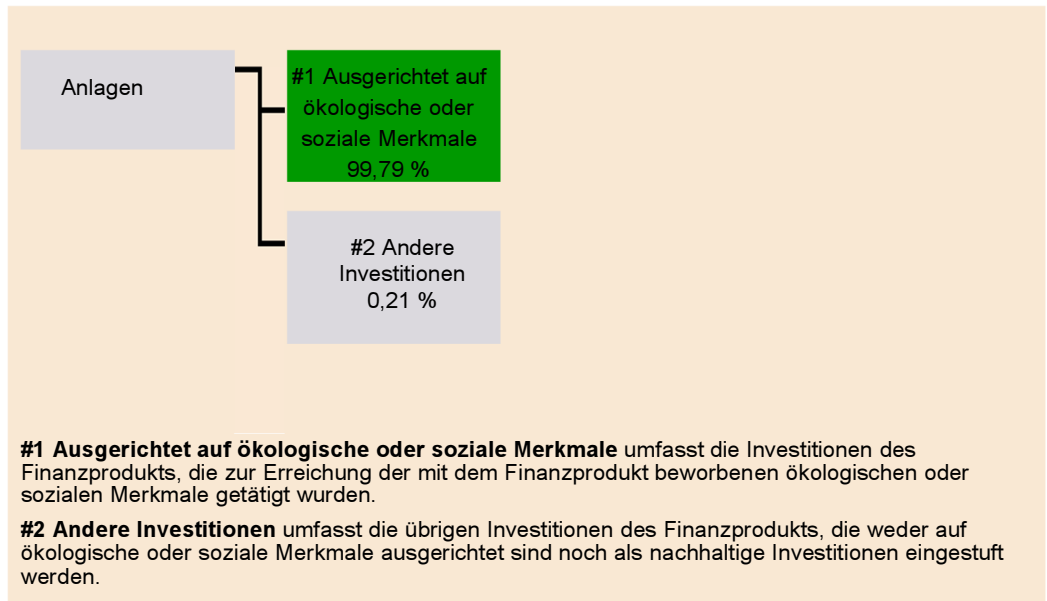 Anlagen
#1 Ausgerichtet auf
ökologische oder
soziale Merkmale
99,79 %
#2 Andere
Investitionen
0,21 %
#1 Ausgerichtet auf ökologische oder soziale Merkmale umfasst die Investitionen des
Finanzprodukts, die zur Erreichung der mit dem Finanzprodukt beworbenen ökologischen oder
sozialen Merkmale getätigt wurden.
#2 Andere Investitionen umfasst die übrigen Investitionen des Finanzprodukts, die weder auf
ökologische oder soziale Merkmale ausgerichtet sind noch als nachhaltige Investitionen eingestuft
werden.